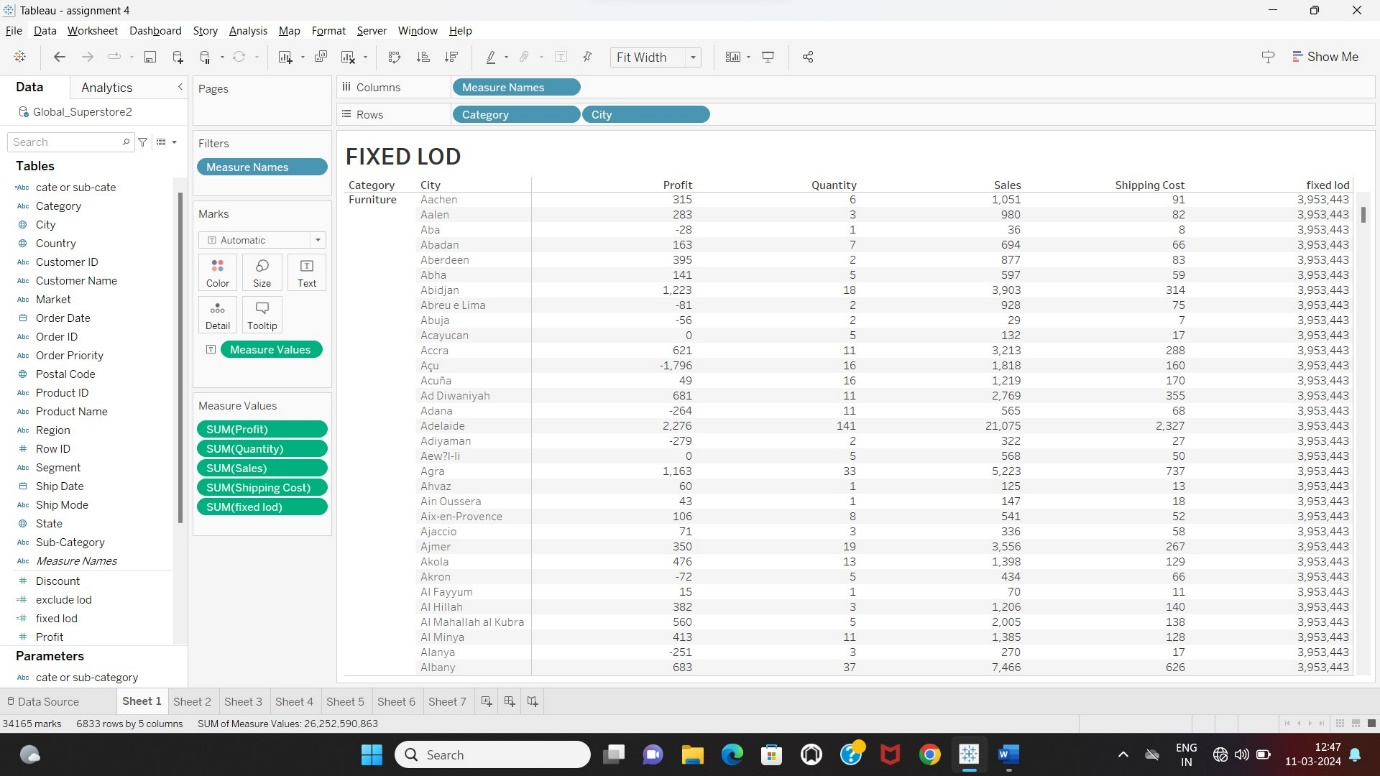 Tableau - assignment 4
File Data Worksheet Dashboard Story Analysis Map Format Server Window Help
Fit Width
Show Me
Data Analytics
Global_Superstore2
Search
Tables
cate or sub-cate
Category
City
Country
Customer ID
Customer Name
Market
Order Date
Order ID
Order Priority
Postal Code
Product ID
Product Name
Region
Row ID
Segment
Ship Date
Ship Mode
State
Sub-Category
Measure Names
Discount
exclude lod
fixed lod
Profit
Parameters
cate or sub-category
Pages
Filters
Measure Names
Marks
Automatic
Color Size Text
Detail Tooltip
Measure Values
Measure Values
SUM(Profit)
SUM(Quantity)
SUM(Sales)
SUM(Shipping Cost)
SUM(fixed lod)
Columns Measure Names
Rows Category City
FIXED LOD
Category City Profit Quantity Sales Shipping Cost fixed lod
Furniture Aachen 315 6 1,051 91 3,953,443
Aalen 283 3 980 82 3,953,443
Aba -28 1 36 8 3,953,443
Abadan 163 7 694 66 3,953,443
Aberdeen 395 2 877 83 3,953,443
Abha 141 5 597 59 3,953,443
Abidjan 1,223 18 3,903 314 3,953,443
Abreu e Lima -81 2 928 75 3,953,443
Abuja -56 2 29 7 3,953,443
Acayucan 0 5 132 17 3,953,443
Accra 621 11 3,213 288 3,953,443
Açu -1,796 16 1,818 160 3,953,443
Acuña 49 16 1,219 170 3,953,443
Ad Diwaniyah 681 11 2,769 355 3,953,443
Adana -264 11 565 68 3,953,443
Adelaide 2,276 141 21,075 2,327 3,953,443
Adiyaman -279 2 322 27 3,953,443
Aew?l-li 0 5 568 50 3,953,443
Agra 1,163 33 5,223 737 3,953,443
Ahvaz 60 1 125 13 3,953,443
Ain Oussera 43 1 147 18 3,953,443
Aix-en-Provence 106 8 541 52 3,953,443
Ajaccio 71 3 336 58 3,953,443
Ajmer 350 19 3,556 267 3,953,443
Akola 476 13 1,398 129 3,953,443
Akron -72 5 434 66 3,953,443
Al Fayyum 15 1 70 11 3,953,443
Al Hillah 382 3 1,206 140 3,953,443
Al Mahallah al Kubra 560 5 2,005 138 3,953,443
Al Minya 413 11 1,385 128 3,953,443
Alanya -251 3 270 17 3,953,443
Albany 683 37 7,466 626 3,953,443
Data Source Sheet 1 Sheet 2 Sheet 3 Sheet 4 Sheet 5 Sheet 6 Sheet 7
34165 marks 6833 rows by 5 columns SUM of Measure Values: 26,252,590,863
Search
ENG
IN
12:47
11-03-2024